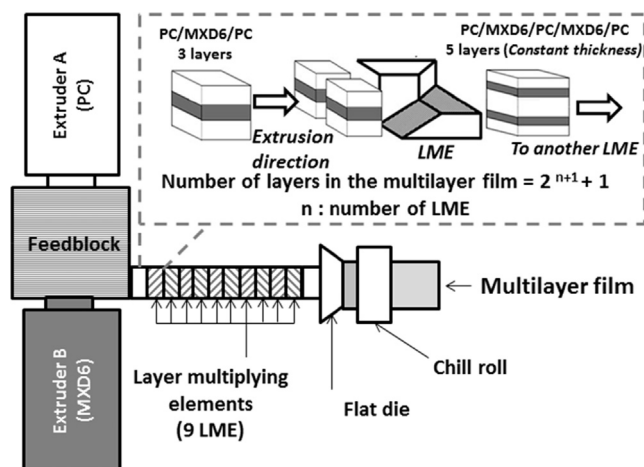 PC/MXD6/PC
3 layers
PC/MXD6/PC/MXD6/PC
5 layers (Constant thickness)
Extrusion
direction
LME
To another LME
Number of layers in the multilayer film = 2 n+1 + 1
n : number of LME
Extruder A
(PC)
Feedblock
Extruder B
(MXD6)
Layer multiplying
elements
(9 LME)
Flat die
Chill roll
Multilayer film